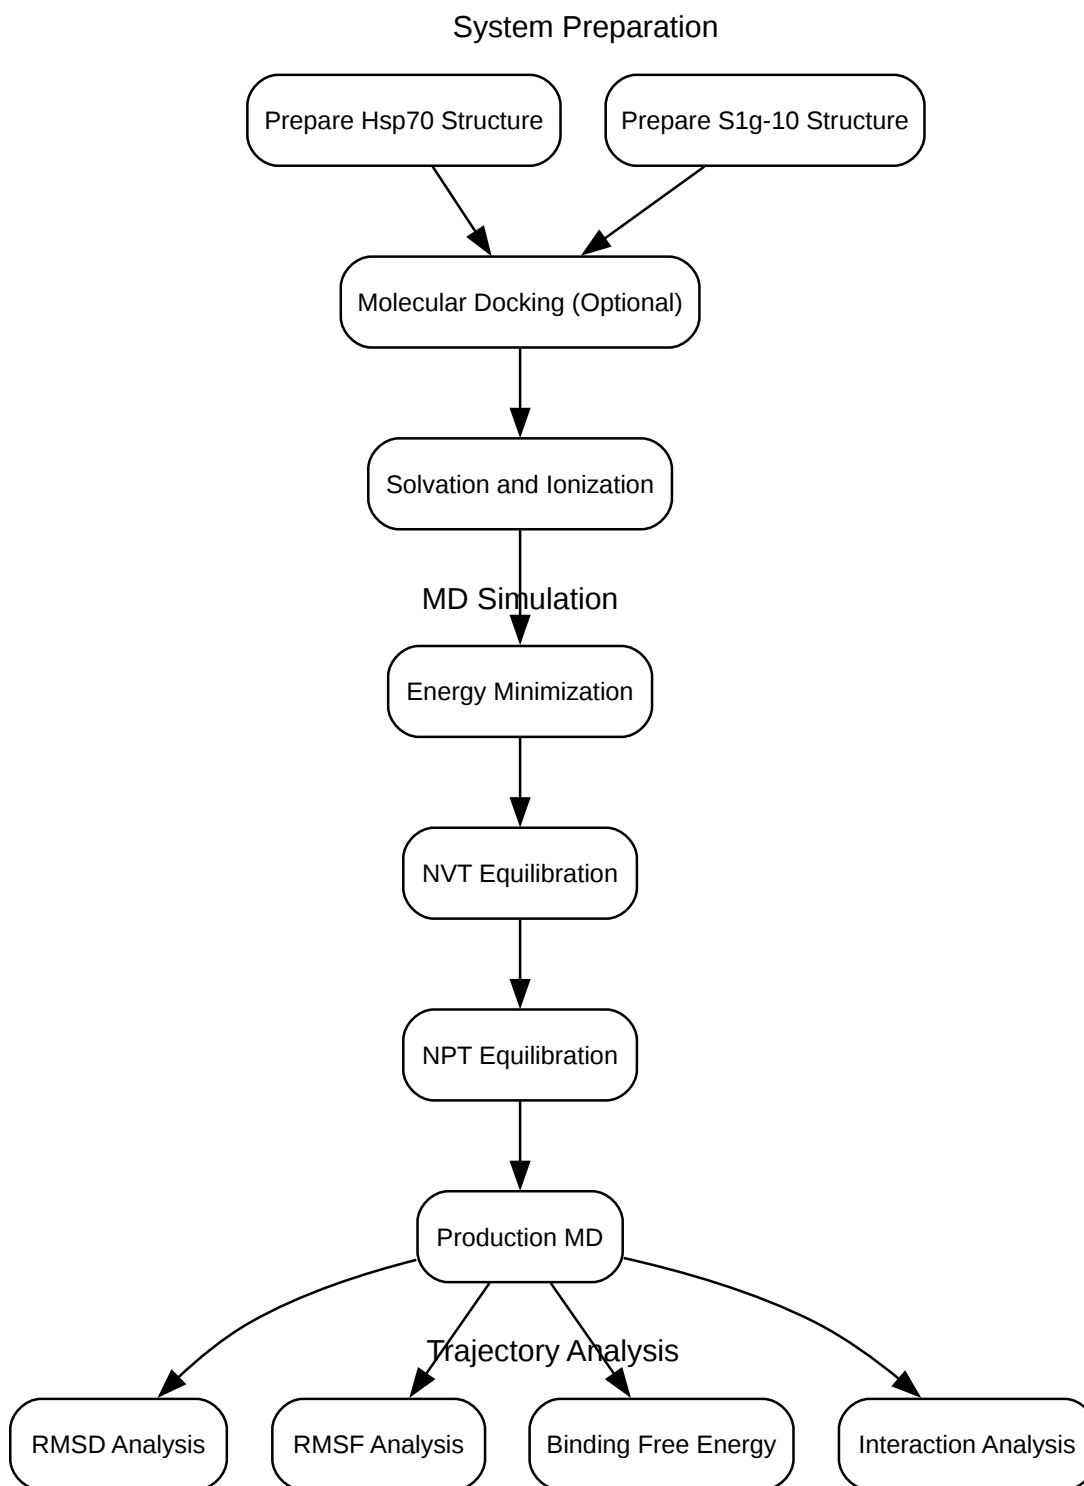 System Preparation
Prepare Hsp70 Structure
Prepare S1g-10 Structure
Molecular Docking (Optional)
Solvation and Ionization
MD Simulation
Energy Minimization
NVT Equilibration
NPT Equilibration
Production MD
Trajectory Analysis
RMSD Analysis
RMSF Analysis
Binding Free Energy
Interaction Analysis